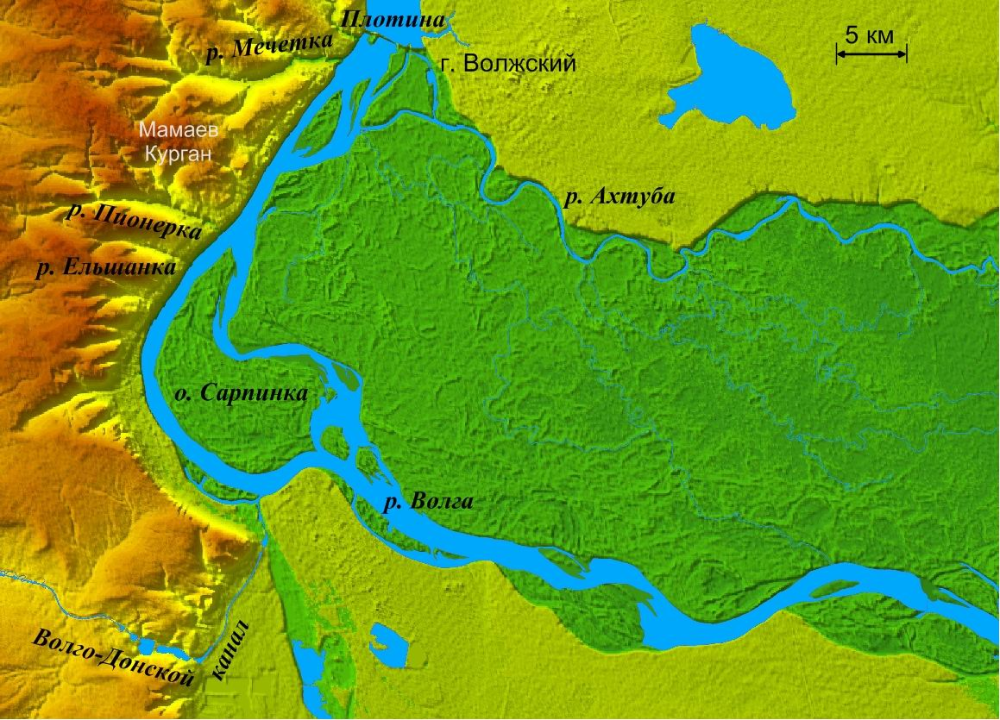 Плотина
р. Мечетка
5 км
г. Волжский
Мамаев
Курган
р. Ахтуба
р. Пионерка
р. Ельшанка
о. Сарпинка
р. Волга
Волго-Донской
канал